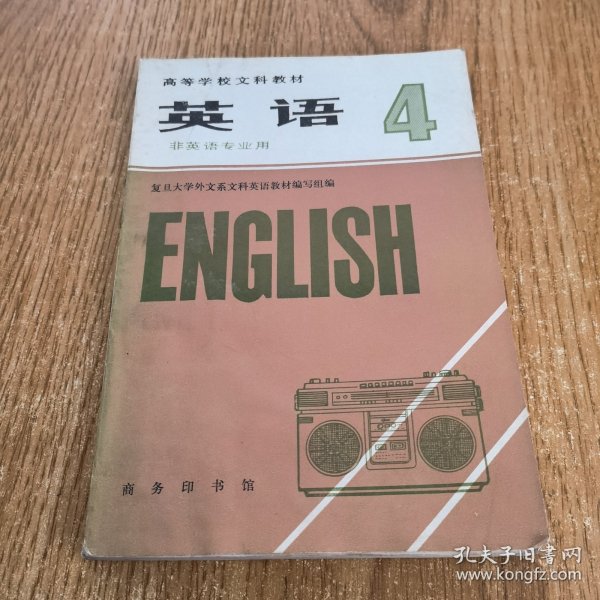 高等学校文科教材
英语 4
非英语专业用
复旦大学外文系文科英语教材编写组编
ENGLISH
商务印书馆
孔夫子旧书网
www.kongfz.com